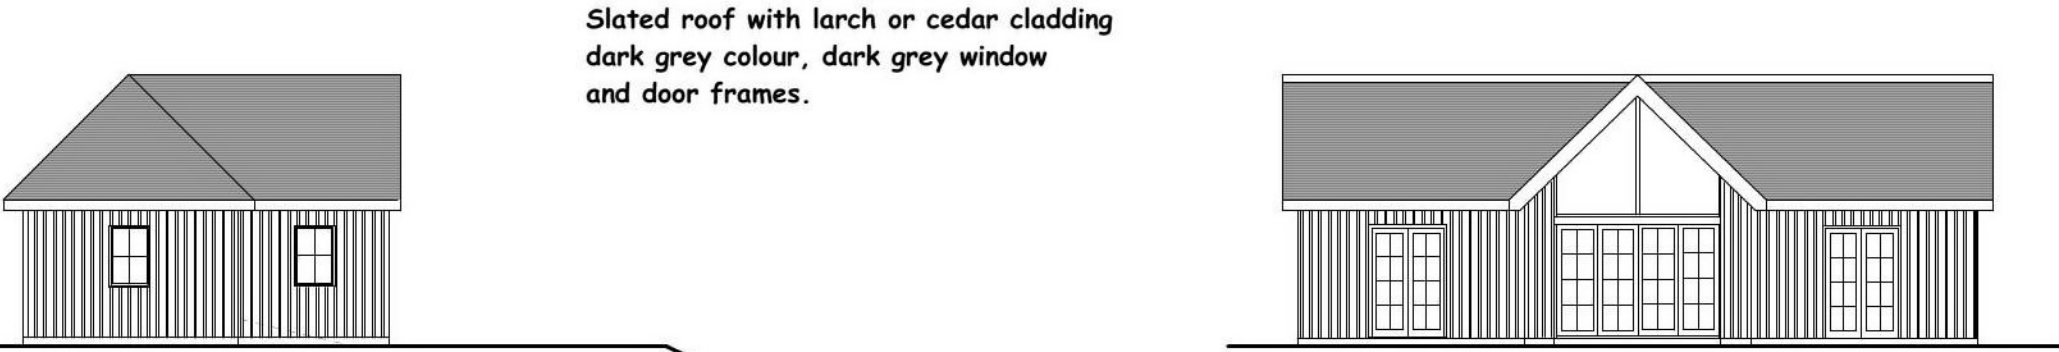 Slated roof with larch or cedar cladding
dark grey colour, dark grey window
and door frames.